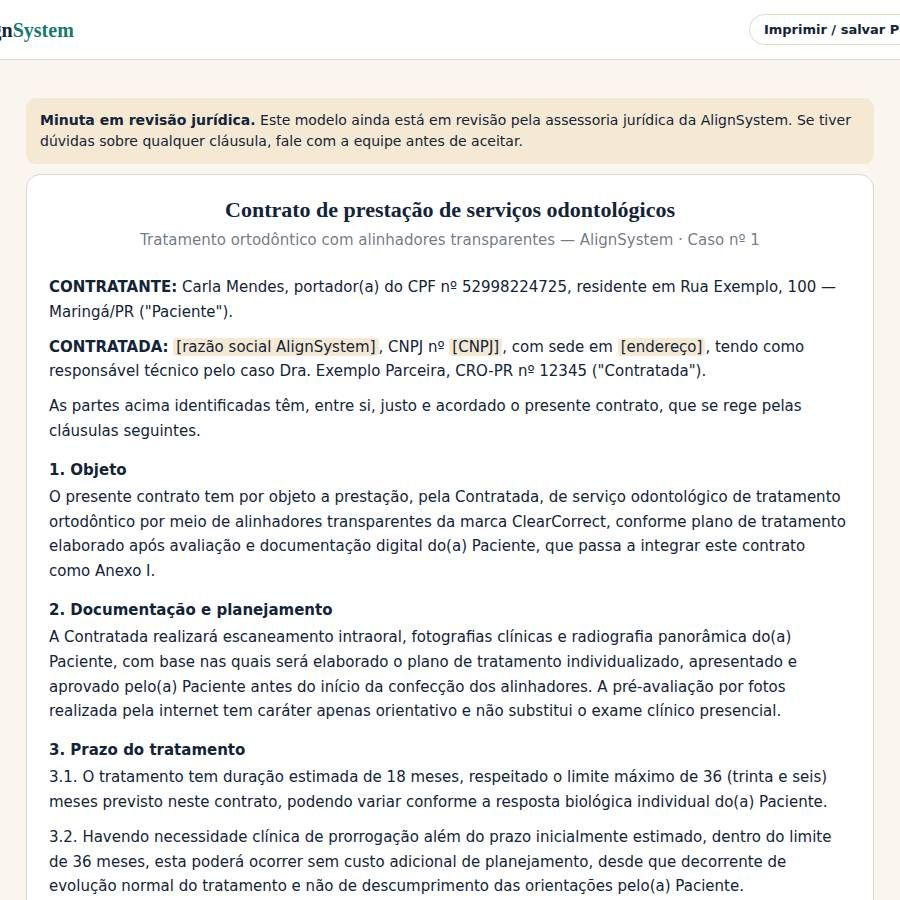 gnSystem
Imprimir / salvar P
Minuta em revisão jurídica. Este modelo ainda está em revisão pela assessoria jurídica da AlignSystem. Se tiver
dúvidas sobre qualquer cláusula, fale com a equipe antes de aceitar.
Contrato de prestação de serviços odontológicos
Tratamento ortodôntico com alinhadores transparentes — AlignSystem · Caso nº 1
CONTRATANTE: Carla Mendes, portador(a) do CPF nº 52998224725, residente em Rua Exemplo, 100 —
Maringá/PR ("Paciente").
CONTRATADA: [razão social AlignSystem], CNPJ nº [CNPJ], com sede em [endereço], tendo como
responsável técnico pelo caso Dra. Exemplo Parceira, CRO-PR nº 12345 ("Contratada").
As partes acima identificadas têm, entre si, justo e acordado o presente contrato, que se rege pelas
cláusulas seguintes.
1. Objeto
O presente contrato tem por objeto a prestação, pela Contratada, de serviço odontológico de tratamento
ortodôntico por meio de alinhadores transparentes da marca ClearCorrect, conforme plano de tratamento
elaborado após avaliação e documentação digital do(a) Paciente, que passa a integrar este contrato
como Anexo I.
2. Documentação e planejamento
A Contratada realizará escaneamento intraoral, fotografias clínicas e radiografia panorâmica do(a)
Paciente, com base nas quais será elaborado o plano de tratamento individualizado, apresentado e
aprovado pelo(a) Paciente antes do início da confecção dos alinhadores. A pré-avaliação por fotos
realizada pela internet tem caráter apenas orientativo e não substitui o exame clínico presencial.
3. Prazo do tratamento
3.1. O tratamento tem duração estimada de 18 meses, respeitado o limite máximo de 36 (trinta e seis)
meses previsto neste contrato, podendo variar conforme a resposta biológica individual do(a) Paciente.
3.2. Havendo necessidade clínica de prorrogação além do prazo inicialmente estimado, dentro do limite
de 36 meses, esta poderá ocorrer sem custo adicional de planejamento, desde que decorrente de
evolução normal do tratamento e não de descumprimento das orientações pelo(a) Paciente.